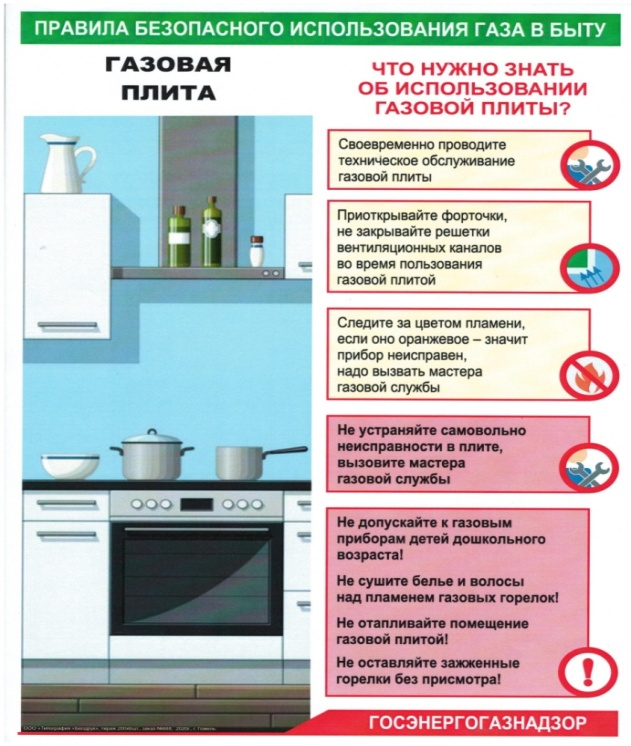 ПРАВИЛА БЕЗОПАСНОГО ИСПОЛЬЗОВАНИЯ ГАЗА В БЫТУ
ГАЗОВАЯ
ПЛИТА
ЧТО НУЖНО ЗНАТЬ
ОБ ИСПОЛЬЗОВАНИИ
ГАЗОВОЙ ПЛИТЫ?
Своевременно проводите
техническое обслуживание
газовой плиты
Приоткрывайте форточки,
не закрывайте решетки
вентиляционных каналов
во время пользования
газовой плитой
Следите за цветом пламени,
если оно оранжевое – значит
прибор неисправен,
надо вызвать мастера
газовой службы
Не устраняйте самовольно
неисправности в плите,
вызовите мастера
газовой службы
Не допускайте к газовым
приборам детей дошкольного
возраста!
Не сушите белье и волосы
над пламенем газовых горелок!
Не отапливайте помещение
газовой плитой!
Не оставляйте зажженные
горелки без присмотра!
ГОСЭНЕРГОГАЗНАДЗОР